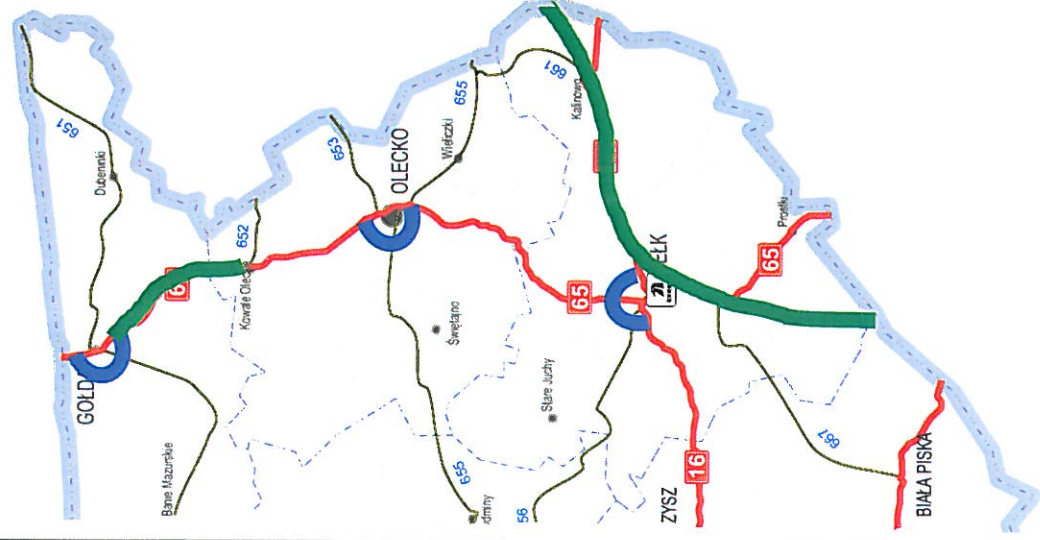 651
Dubeninki
GOŁD
6
652
Kowale Oleckie
Banie Mazurskie
653
OLECKO
655
Wieliczki
661
Kalinowo
Świętajno
655
65
EŁK
Stare Juchy
56
ZYSZ
16
65
Prostki
667
BIAŁA PISKA